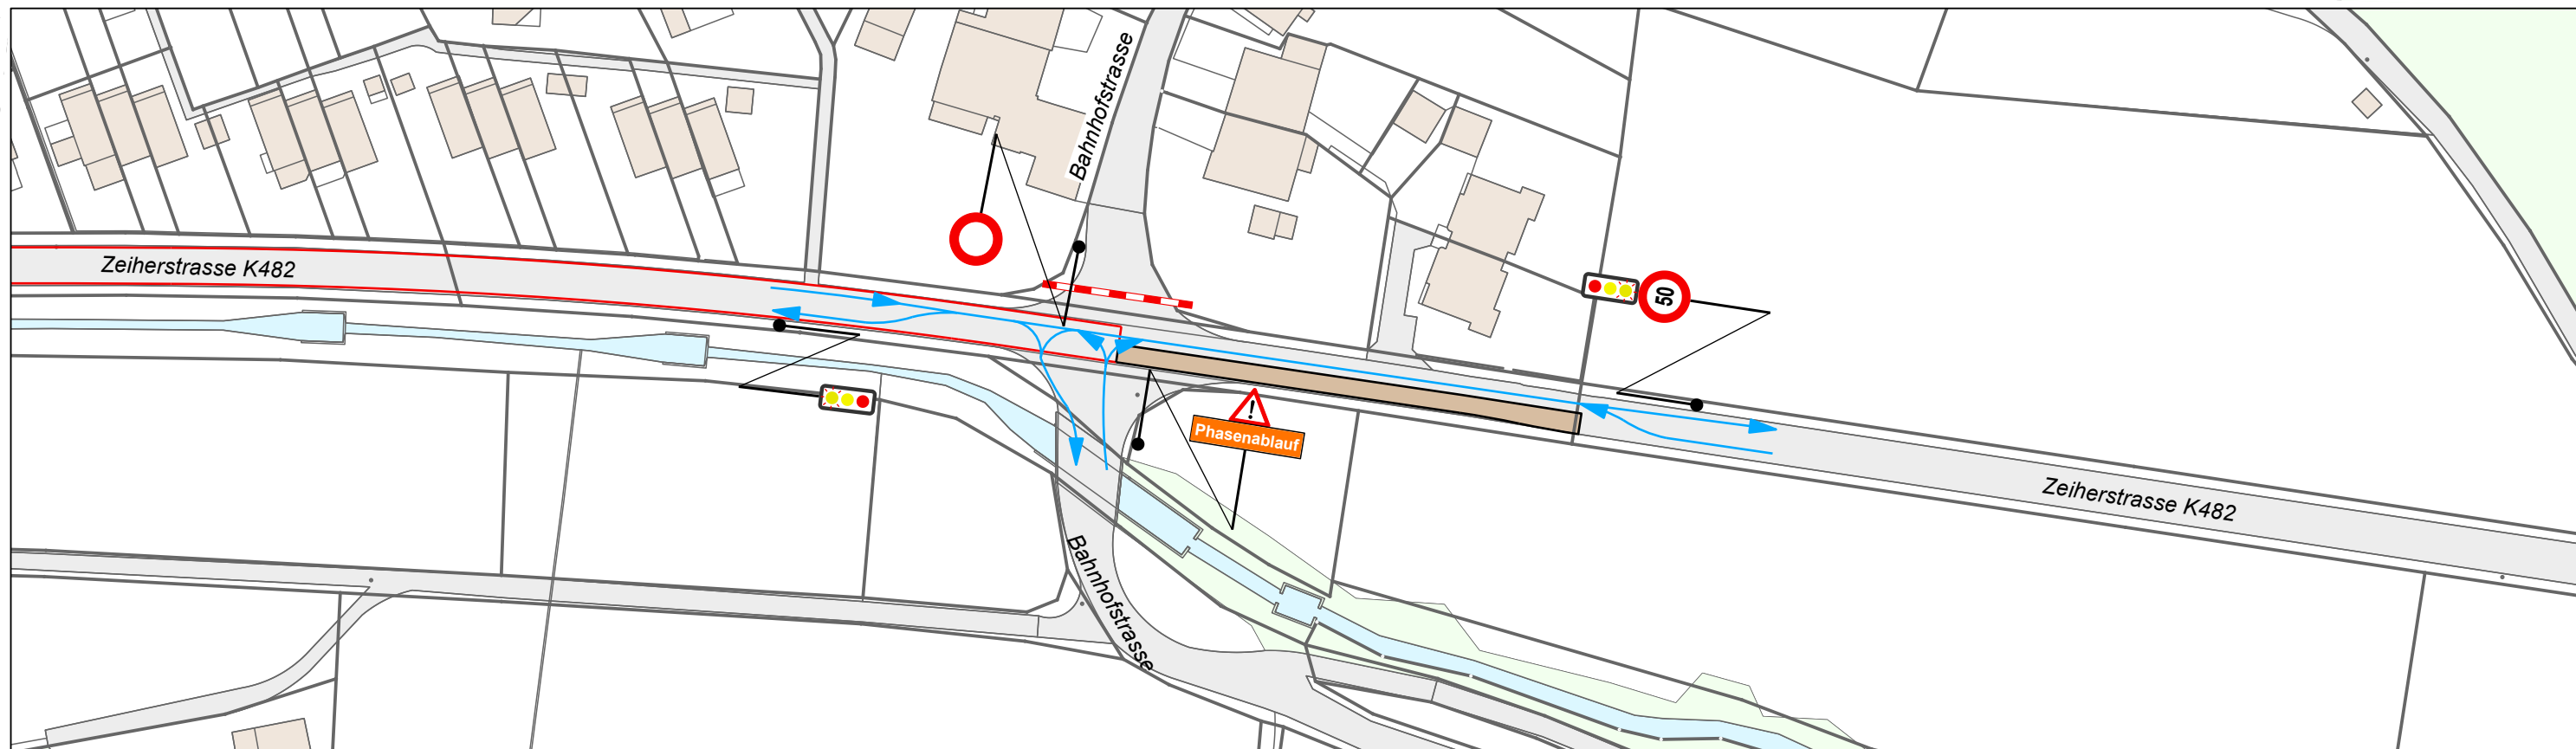 Bahnhofstrasse
Zeiherstrasse K482
50
!
Phasenablauf
Zeiherstrasse K482
Bahnhofstrasse